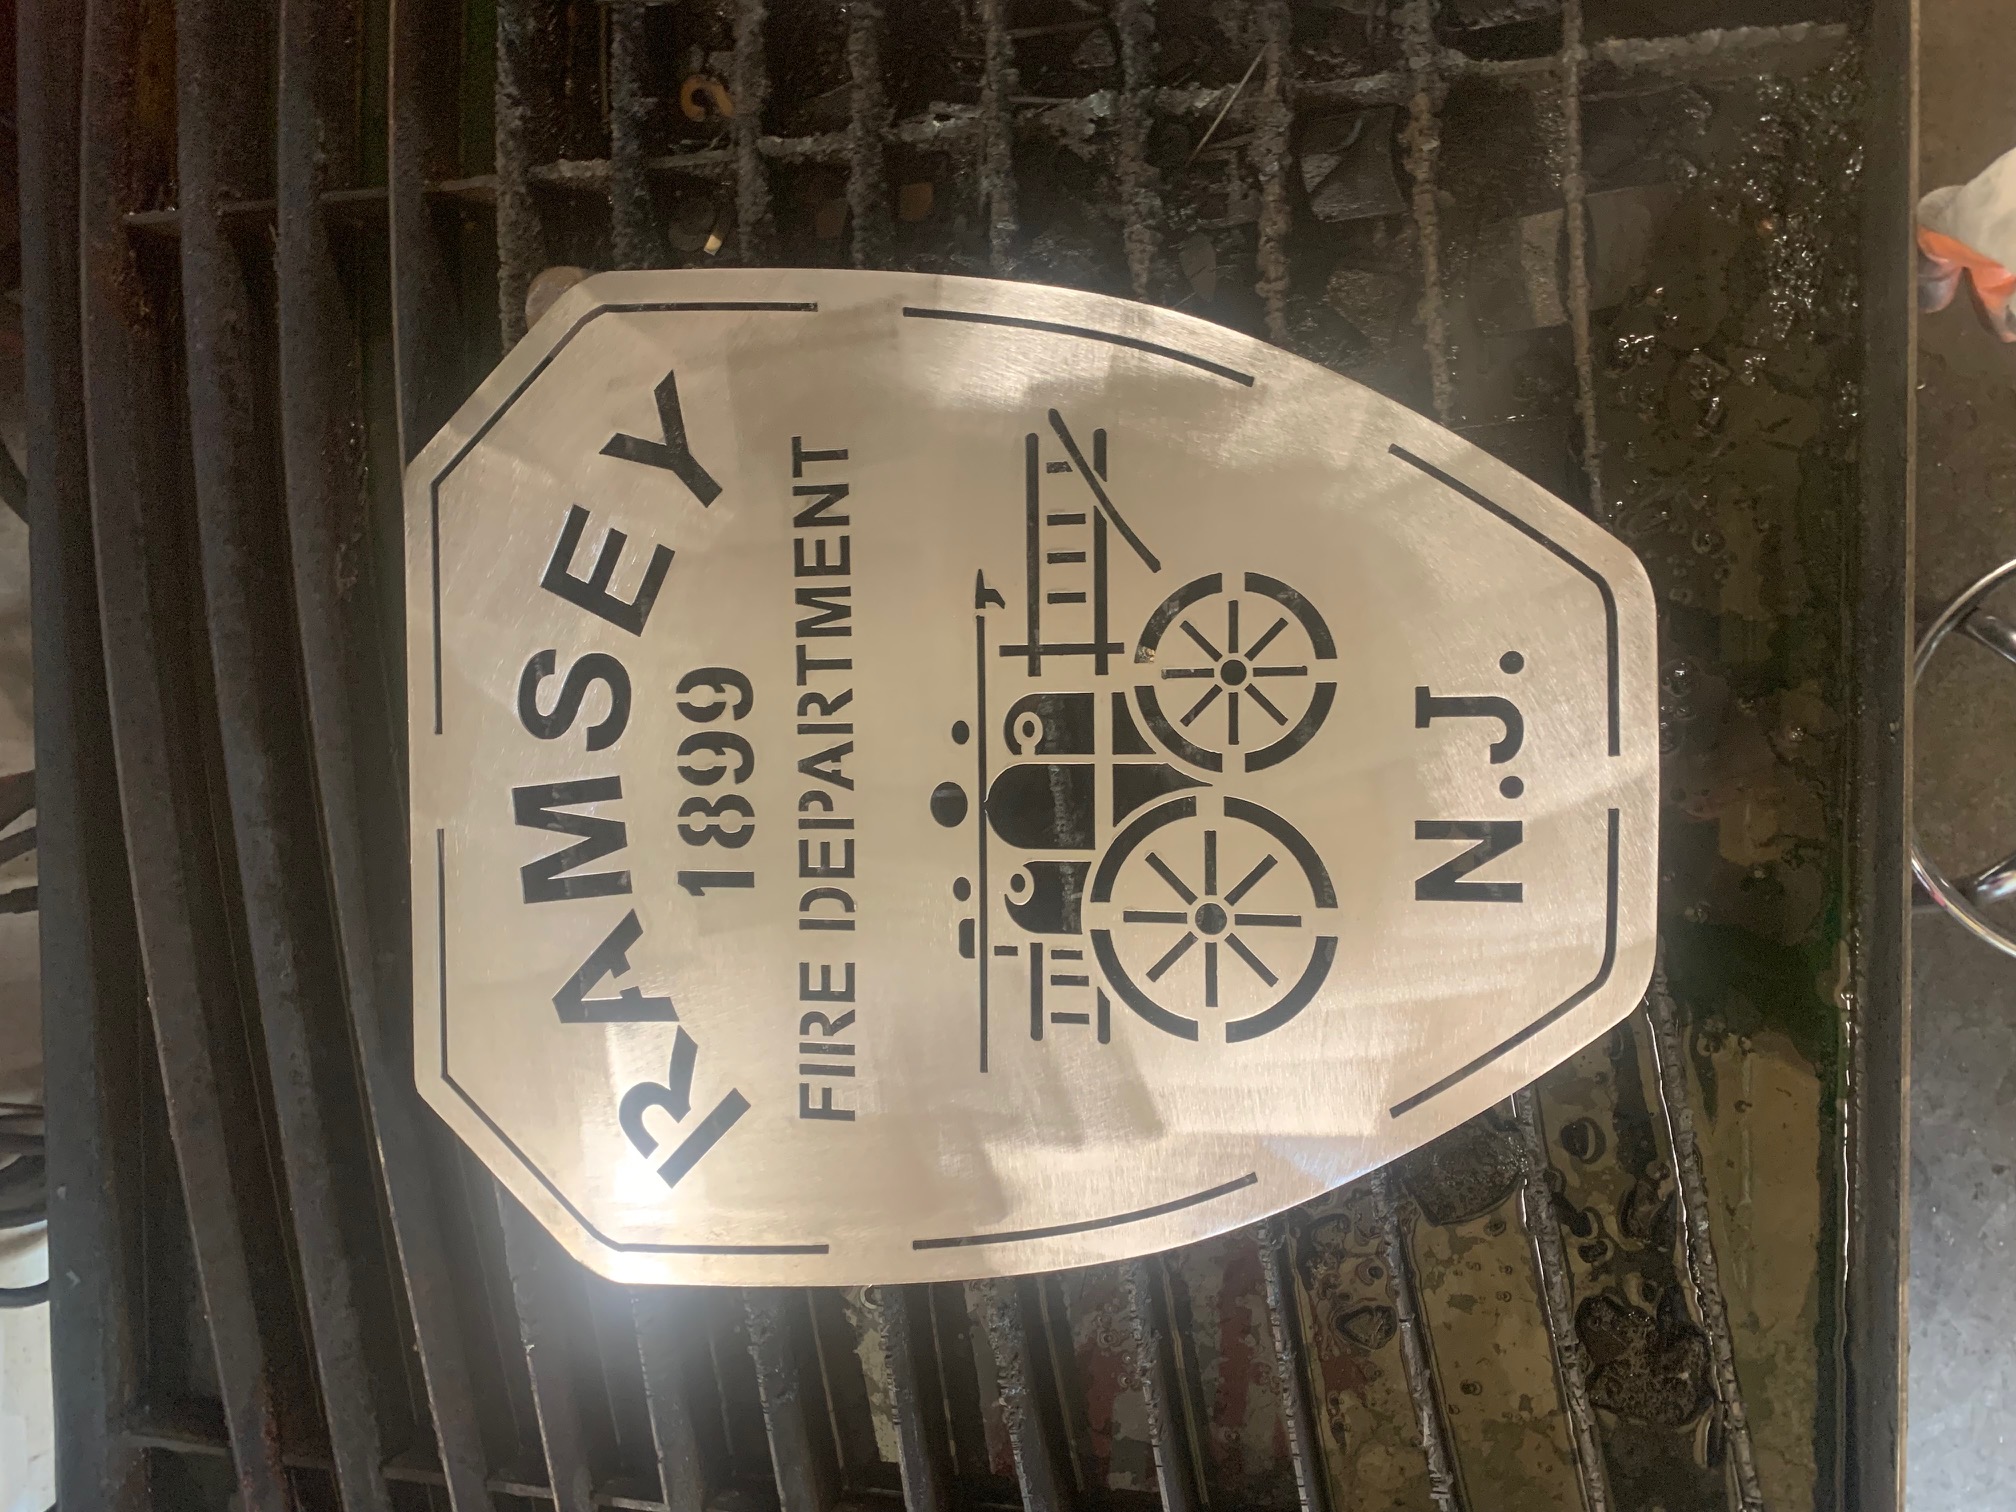 RAMSEY
1899
FIRE DEPARTMENT
N.J.